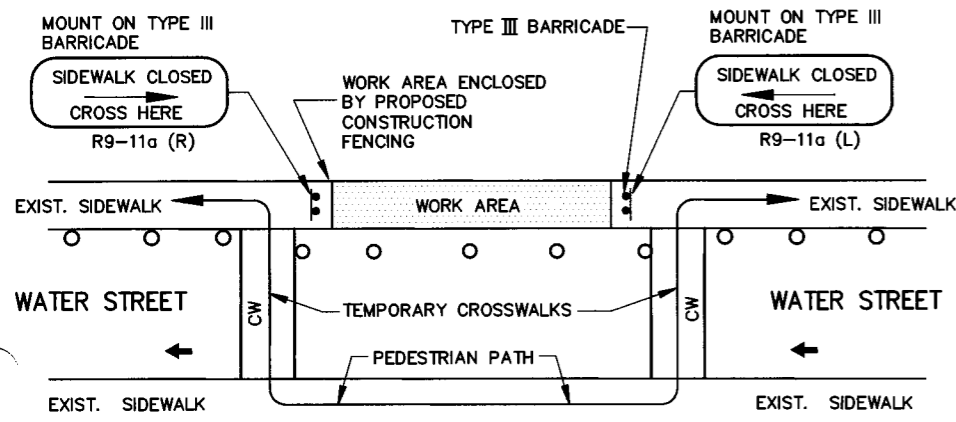 MOUNT ON TYPE III
BARRICADE
SIDEWALK CLOSED
CROSS HERE
R9-11a (R)
WORK AREA ENCLOSED
BY PROPOSED
CONSTRUCTION
FENCING
TYPE III BARRICADE
MOUNT ON TYPE III
BARRICADE
SIDEWALK CLOSED
CROSS HERE
R9-11a (L)
EXIST. SIDEWALK
WORK AREA
EXIST. SIDEWALK
WATER STREET
CW
TEMPORARY CROSSWALKS
CW
WATER STREET
PEDESTRIAN PATH
EXIST. SIDEWALK
EXIST. SIDEWALK